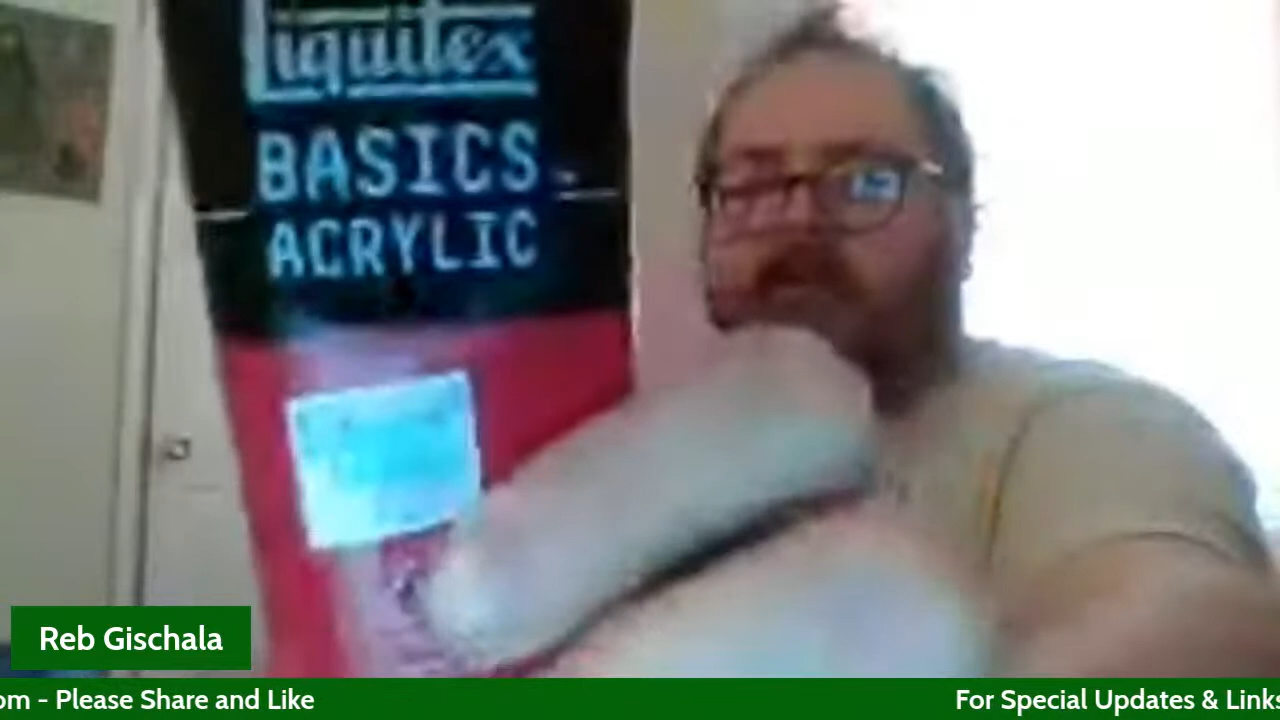 Liquitex
BASICS
ACRYLIC
Reb Gischala
om - Please Share and Like
For Special Updates & Links